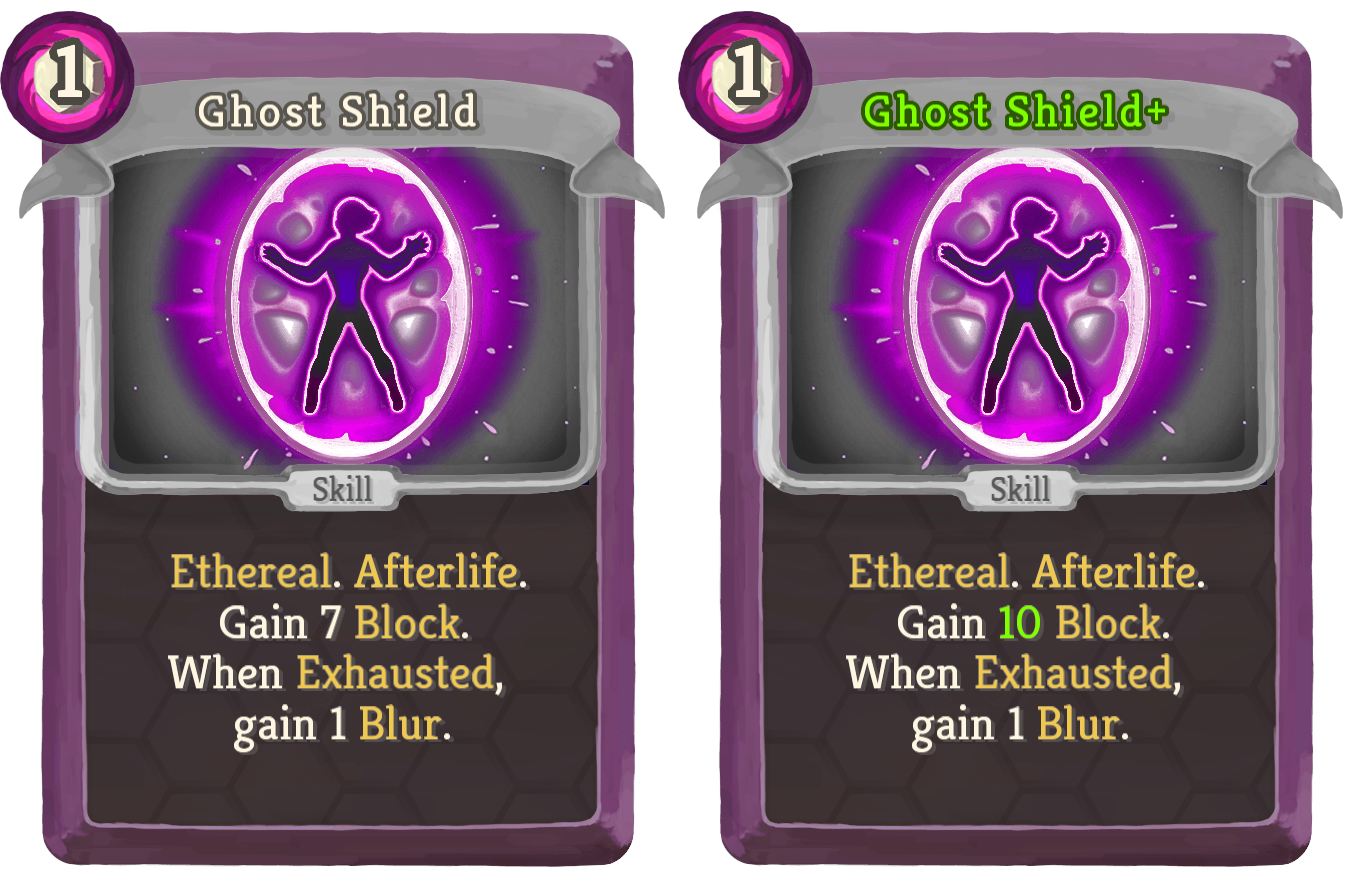 1
Ghost Shield
Skill
Ethereal. Afterlife.
Gain 7 Block.
When Exhausted,
gain 1 Blur.
1
Ghost Shield+
Skill
Ethereal. Afterlife.
Gain 10 Block.
When Exhausted,
gain 1 Blur.